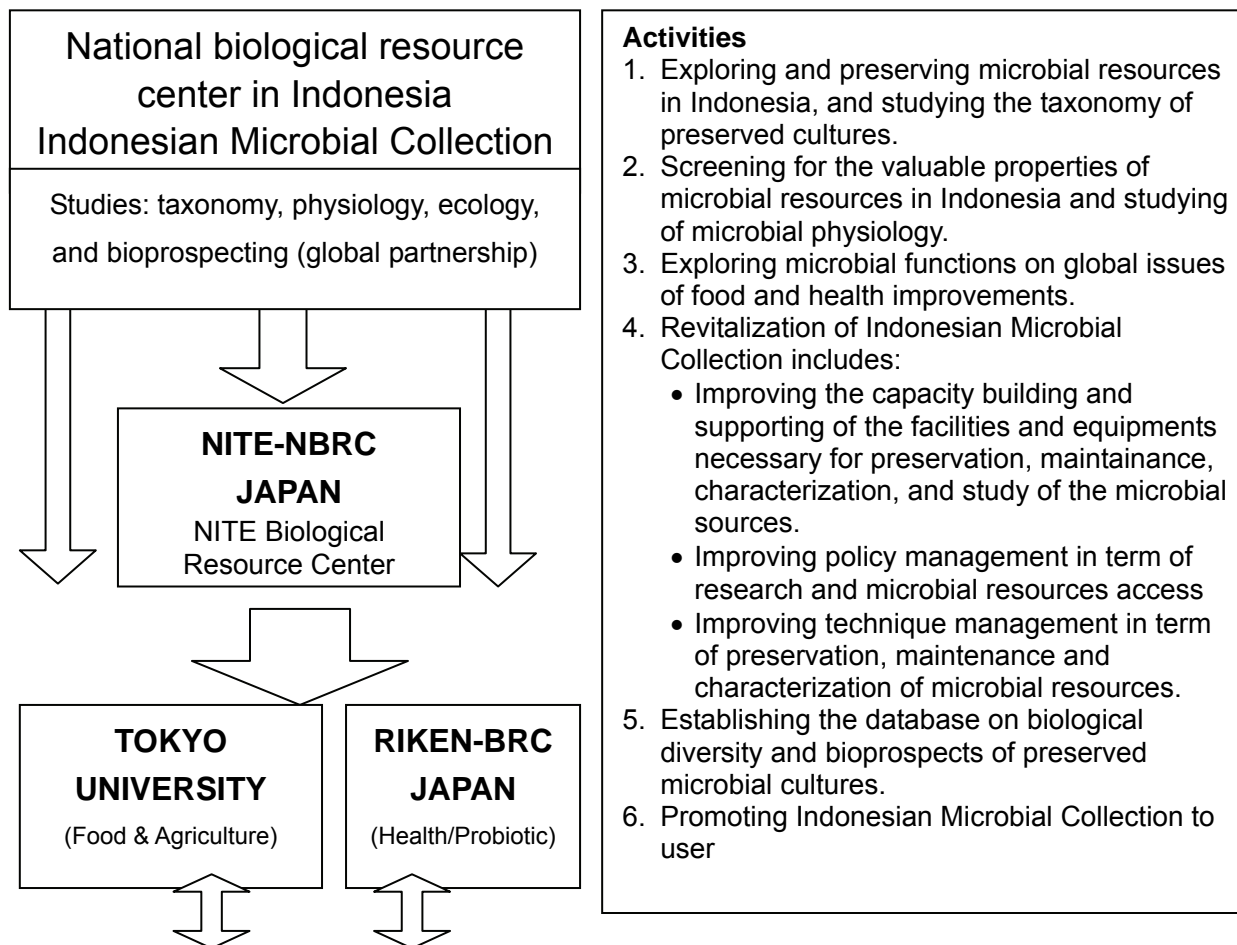 National biological resource
center in Indonesia
Indonesian Microbial Collection
Studies: taxonomy, physiology, ecology,
and bioprospecting (global partnership)
NITE-NBRC
JAPAN
NITE Biological
Resource Center
TOKYO
UNIVERSITY
(Food & Agriculture)
RIKEN-BRC
JAPAN
(Health/Probiotic)
Activities
1. Exploring and preserving microbial resources
in Indonesia, and studying the taxonomy of
preserved cultures.
2. Screening for the valuable properties of
microbial resources in Indonesia and studying
of microbial physiology.
3. Exploring microbial functions on global issues
of food and health improvements.
4. Revitalization of Indonesian Microbial
Collection includes:
• Improving the capacity building and
supporting of the facilities and equipments
necessary for preservation, maintainance,
characterization, and study of the microbial
sources.
• Improving policy management in term of
research and microbial resources access
• Improving technique management in term
of preservation, maintenance and
characterization of microbial resources.
5. Establishing the database on biological
diversity and bioprospects of preserved
microbial cultures.
6. Promoting Indonesian Microbial Collection to
user